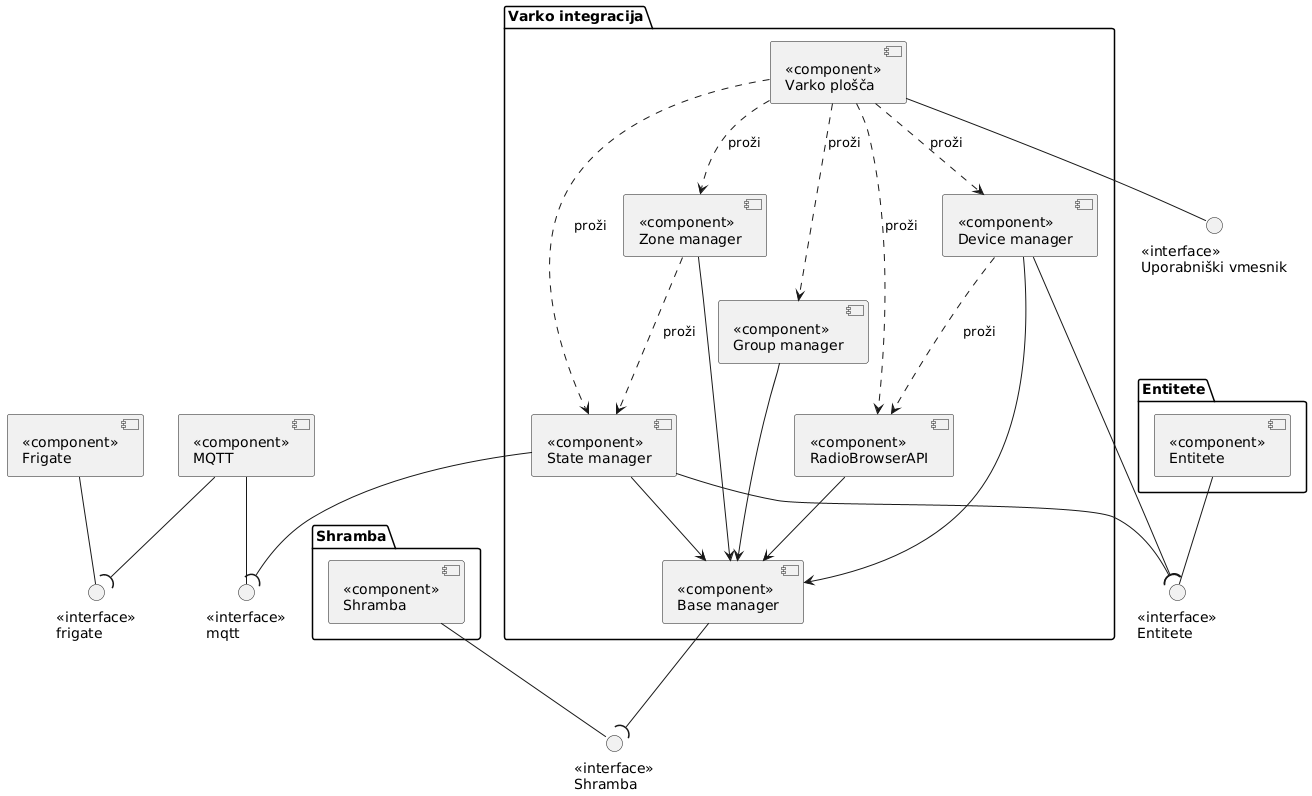 Varko integracija
«component»
Varko plošča
proži
proži
proži
proži
proži
«component»
Zone manager
«component»
Device manager
«interface»
Uporabniški vmesnik
proži
proži
«component»
Group manager
Entitete
«component»
Frigate
«component»
MQTT
«component»
State manager
«component»
RadioBrowserAPI
«component»
Entitete
Shramba
«component»
Shramba
«component»
Base manager
«interface»
frigate
«interface»
mqtt
«interface»
Entitete
«interface»
Shramba